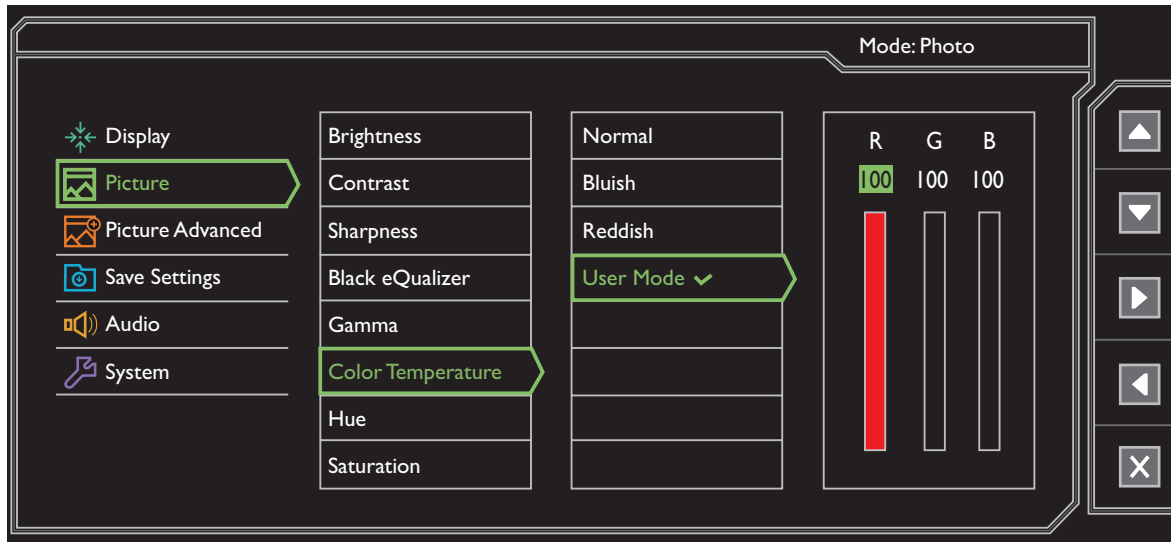 Mode: Photo
Display
Picture
Picture Advanced
Save Settings
Audio
System
Brightness
Contrast
Sharpness
Black eQualizer
Gamma
Color Temperature
Hue
Saturation
Normal
Bluish
Reddish
User Mode
R G B
100 100 100